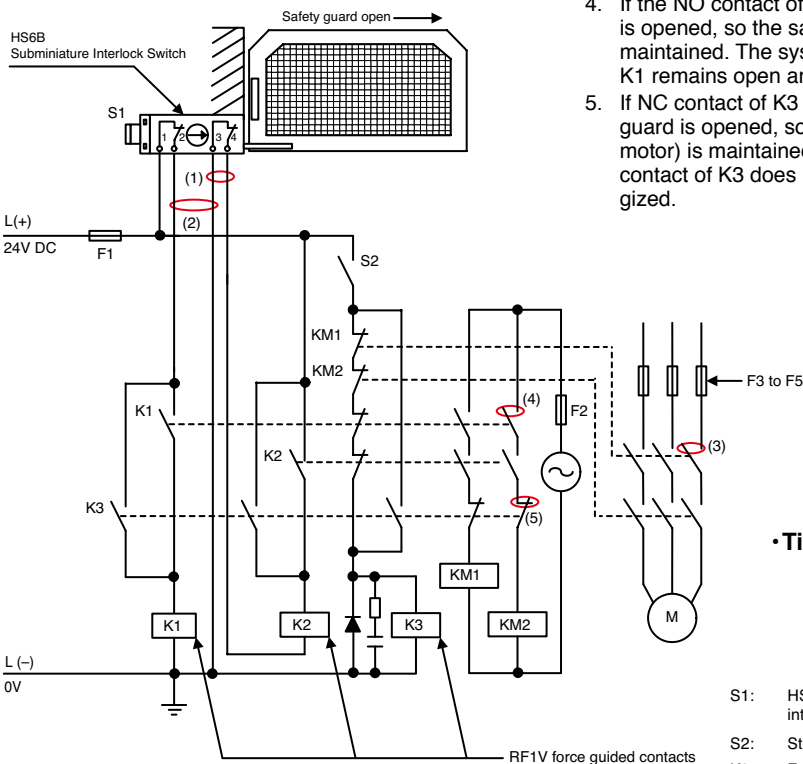 Safety guard open
HS6B
Subminiature Interlock Switch
S1
1 2 3 4
(1)
(2)
L(+)
24V DC
F1
S2
KM1
KM2
K1
K2
K3
(4)
F2
(5)
F3 to F5
(3)
KM1
KM2
M
K1
K2
K3
L (–)
0V
RF1V force guided contacts
4. If the NO contact of
is opened, so the sa
maintained. The sys
K1 remains open an
5. If NC contact of K3
guard is opened, so
motor) is maintained
contact of K3 does
gized.
・Ti
S1: HS
int
S2: St